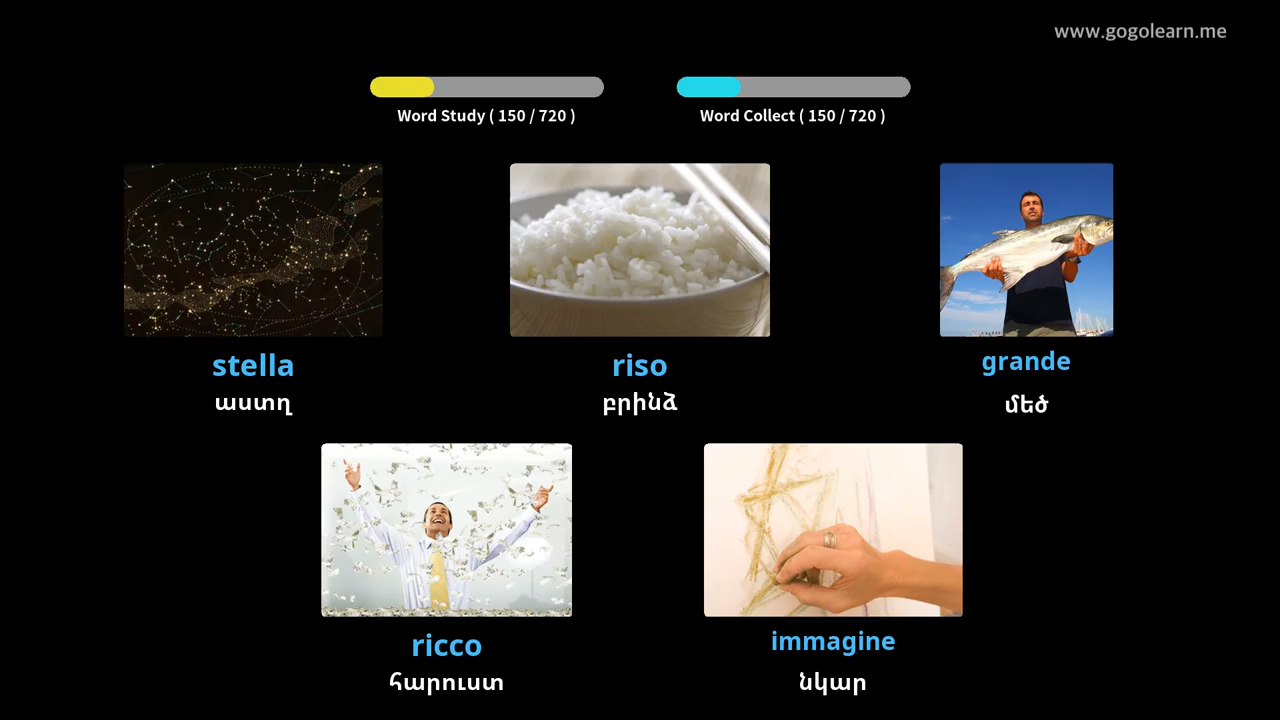 www.gogolearn.me
Word Study ( 150 / 720 )
Word Collect ( 150 / 720 )
stella
riso
grande
աստղ
բրինձ
մեծ
ricco
immagine
հարուստ
նկար